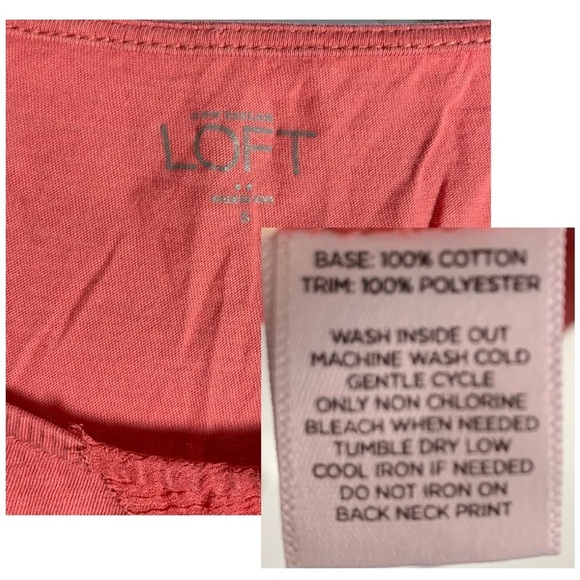 LOFT
BASE: 100% COTTON
TRIM: 100% POLYESTER
WASH INSIDE OUT
MACHINE WASH COLD
GENTLE CYCLE
ONLY NON CHLORINE
BLEACH WHEN NEEDED
TUMBLE DRY LOW
COOL IRON IF NEEDED
DO NOT IRON ON
BACK NECK PRINT